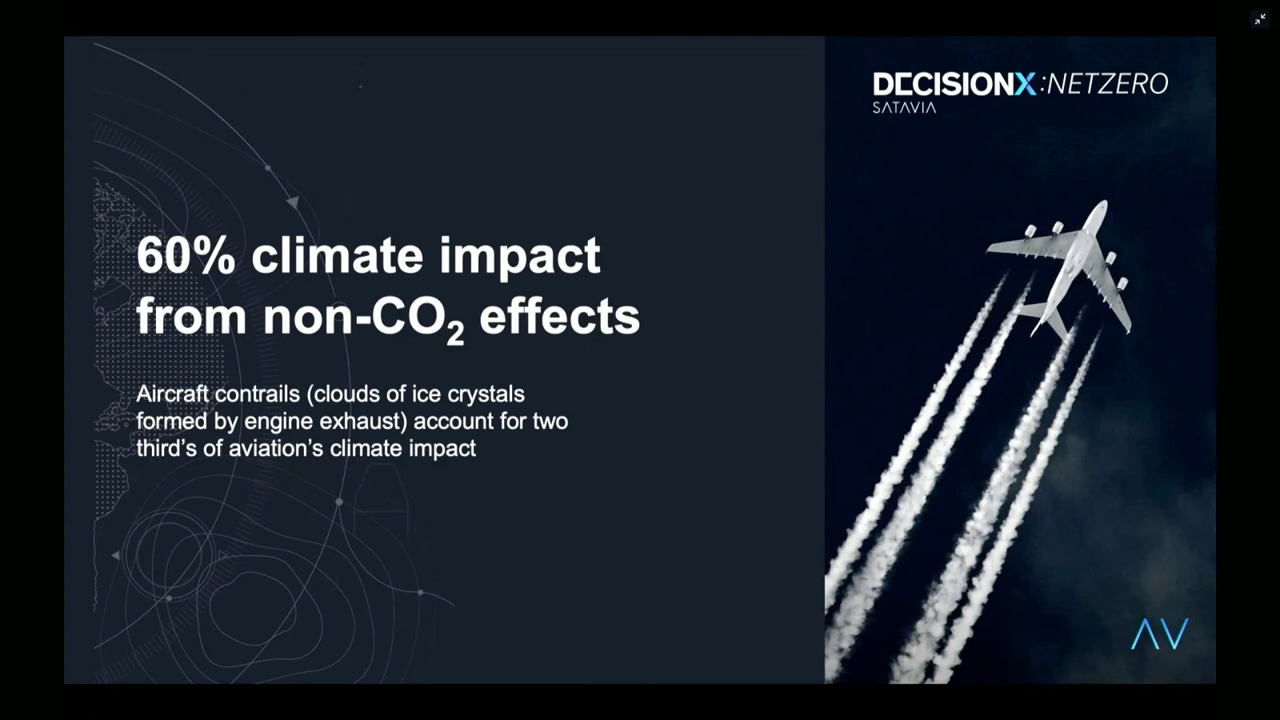 DECISIONX:NETZERO
SATAVIA
60% climate impact
from non-CO₂ effects
Aircraft contrails (clouds of ice crystals
formed by engine exhaust) account for two
third’s of aviation’s climate impact